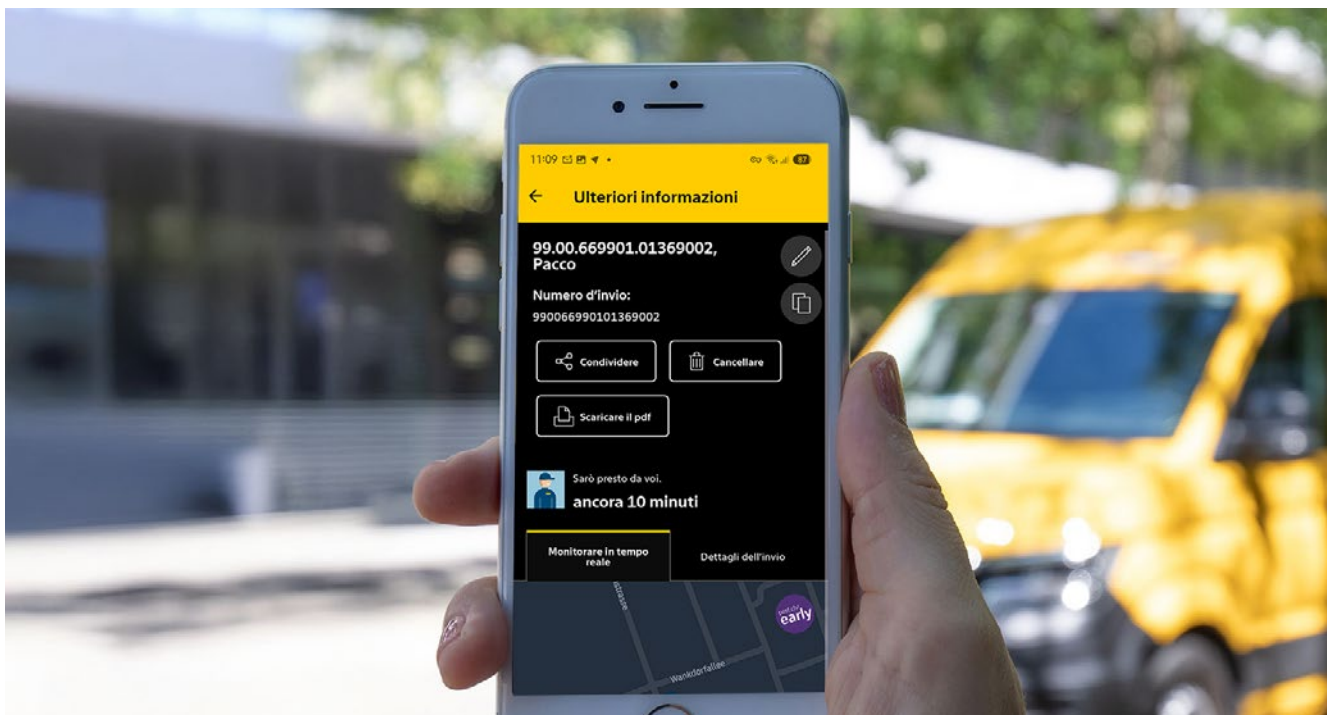 11:09
87
Ulteriori informazioni
99.00.669901.01369002,
Pacco
Numero d'invio:
990066990101369002
Condividere
Cancellare
Scaricare il pdf
Sarò presto da voi.
ancora 10 minuti
Monitorare in tempo
reale
Dettagli dell'invio
early
Wankdorfallee